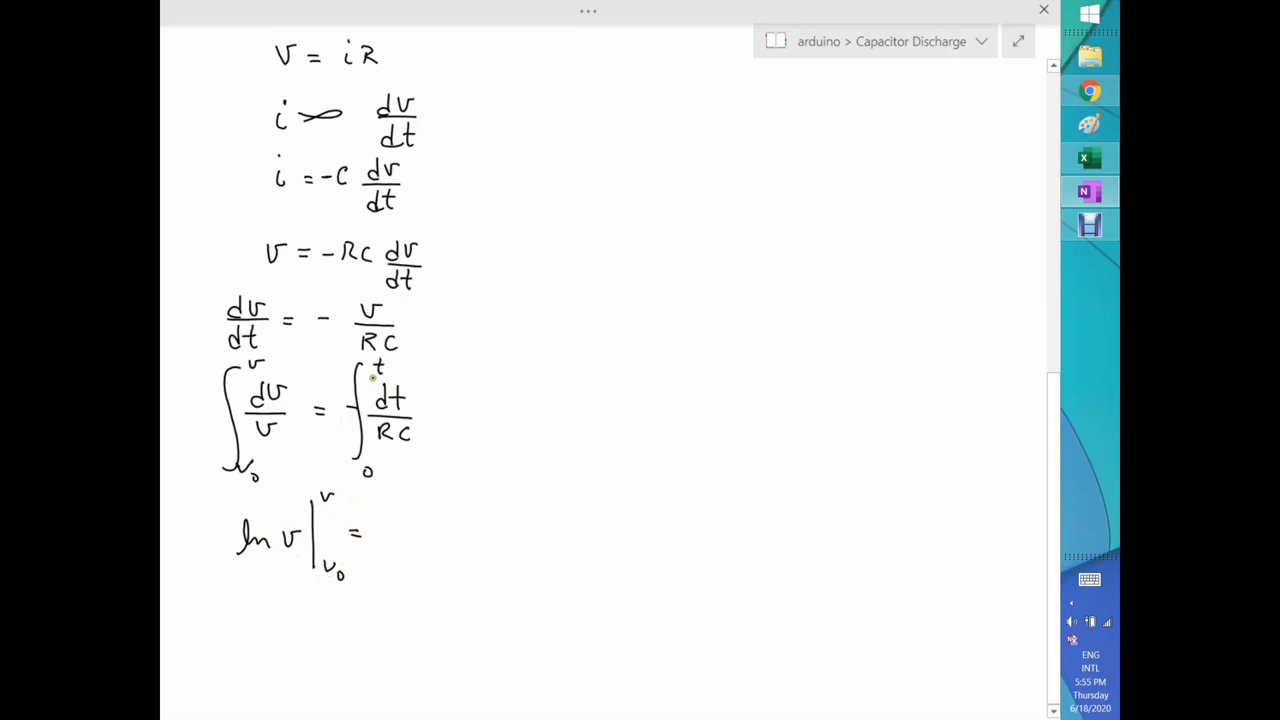 arduino > Capacitor Discharge
v = iR
i ∝ dv/dt
i = -C dv/dt
v = -RC dv/dt
dv/dt = - v/RC
∫_{v₀}^{v} dv/v = -∫_{0}^{t} dt/RC
ln v |_{v₀}^{v} =
ENG
INTL
5:55 PM
Thursday
6/18/2020